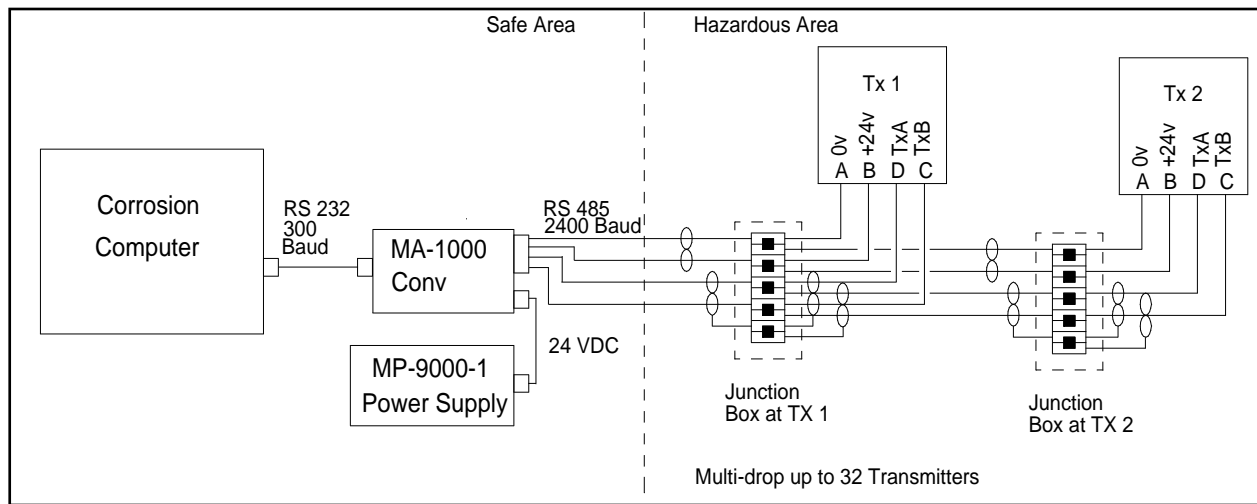 Safe Area
Hazardous Area
Tx 1
0v
+24v
TxA
TxB
A B D C
Tx 2
0v
+24v
TxA
TxB
A B D C
Corrosion
Computer
RS 232
300
Baud
MA-1000
Conv
RS 485
2400 Baud
24 VDC
MP-9000-1
Power Supply
Junction
Box at TX 1
Junction
Box at TX 2
Multi-drop up to 32 Transmitters